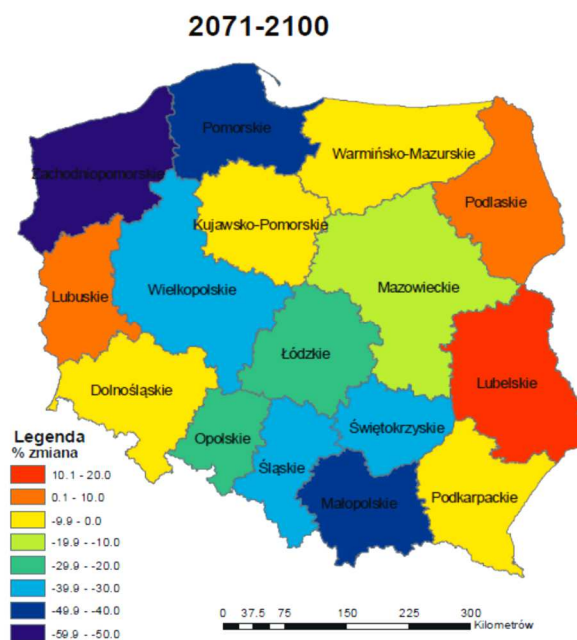 2071-2100
Pomorskie
Zachodniopomorskie
Warmińsko-Mazurskie
Podlaskie
Kujawsko-Pomorskie
Mazowieckie
Wielkopolskie
Lubuskie
Łódzkie
Lubelskie
Dolnośląskie
Świętokrzyskie
Opolskie
Śląskie
Małopolskie
Podkarpackie
Legenda
% zmiana
10.1 - 20.0
0.1 - 10.0
-9.9 - 0.0
-19.9 - -10.0
-29.9 - -20.0
-39.9 - -30.0
-49.9 - -40.0
-59.9 - -50.0
0 37.5 75 150 225 300
Kilometrów